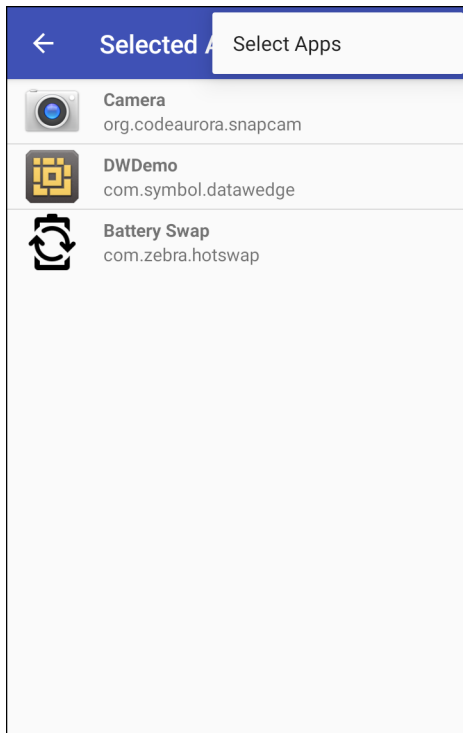 Selected
Select Apps
Camera
org.codeaurora.snapcam
DWDemo
com.symbol.datawedge
Battery Swap
com.zebra.hotswap